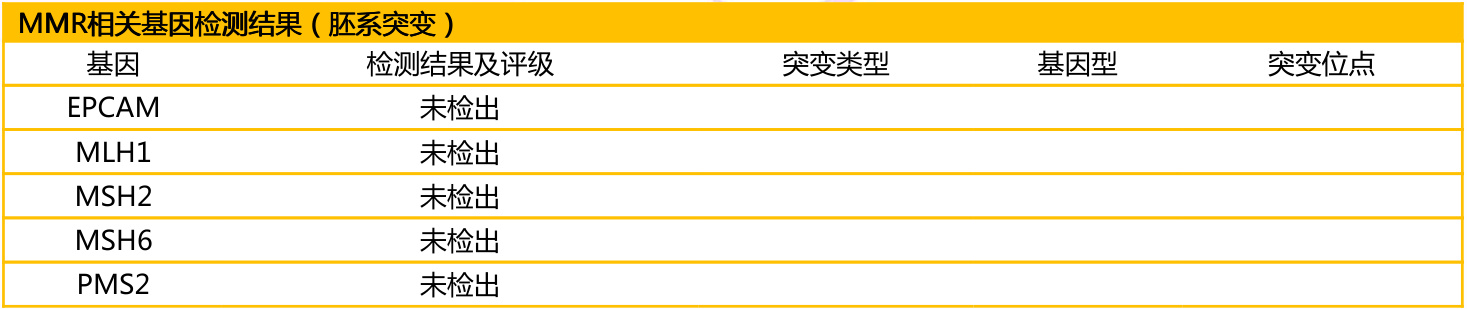 MMR相关基因检测结果（胚系突变）
基因 检测结果及评级 突变类型 基因型 突变位点
EPCAM 未检出
MLH1 未检出
MSH2 未检出
MSH6 未检出
PMS2 未检出